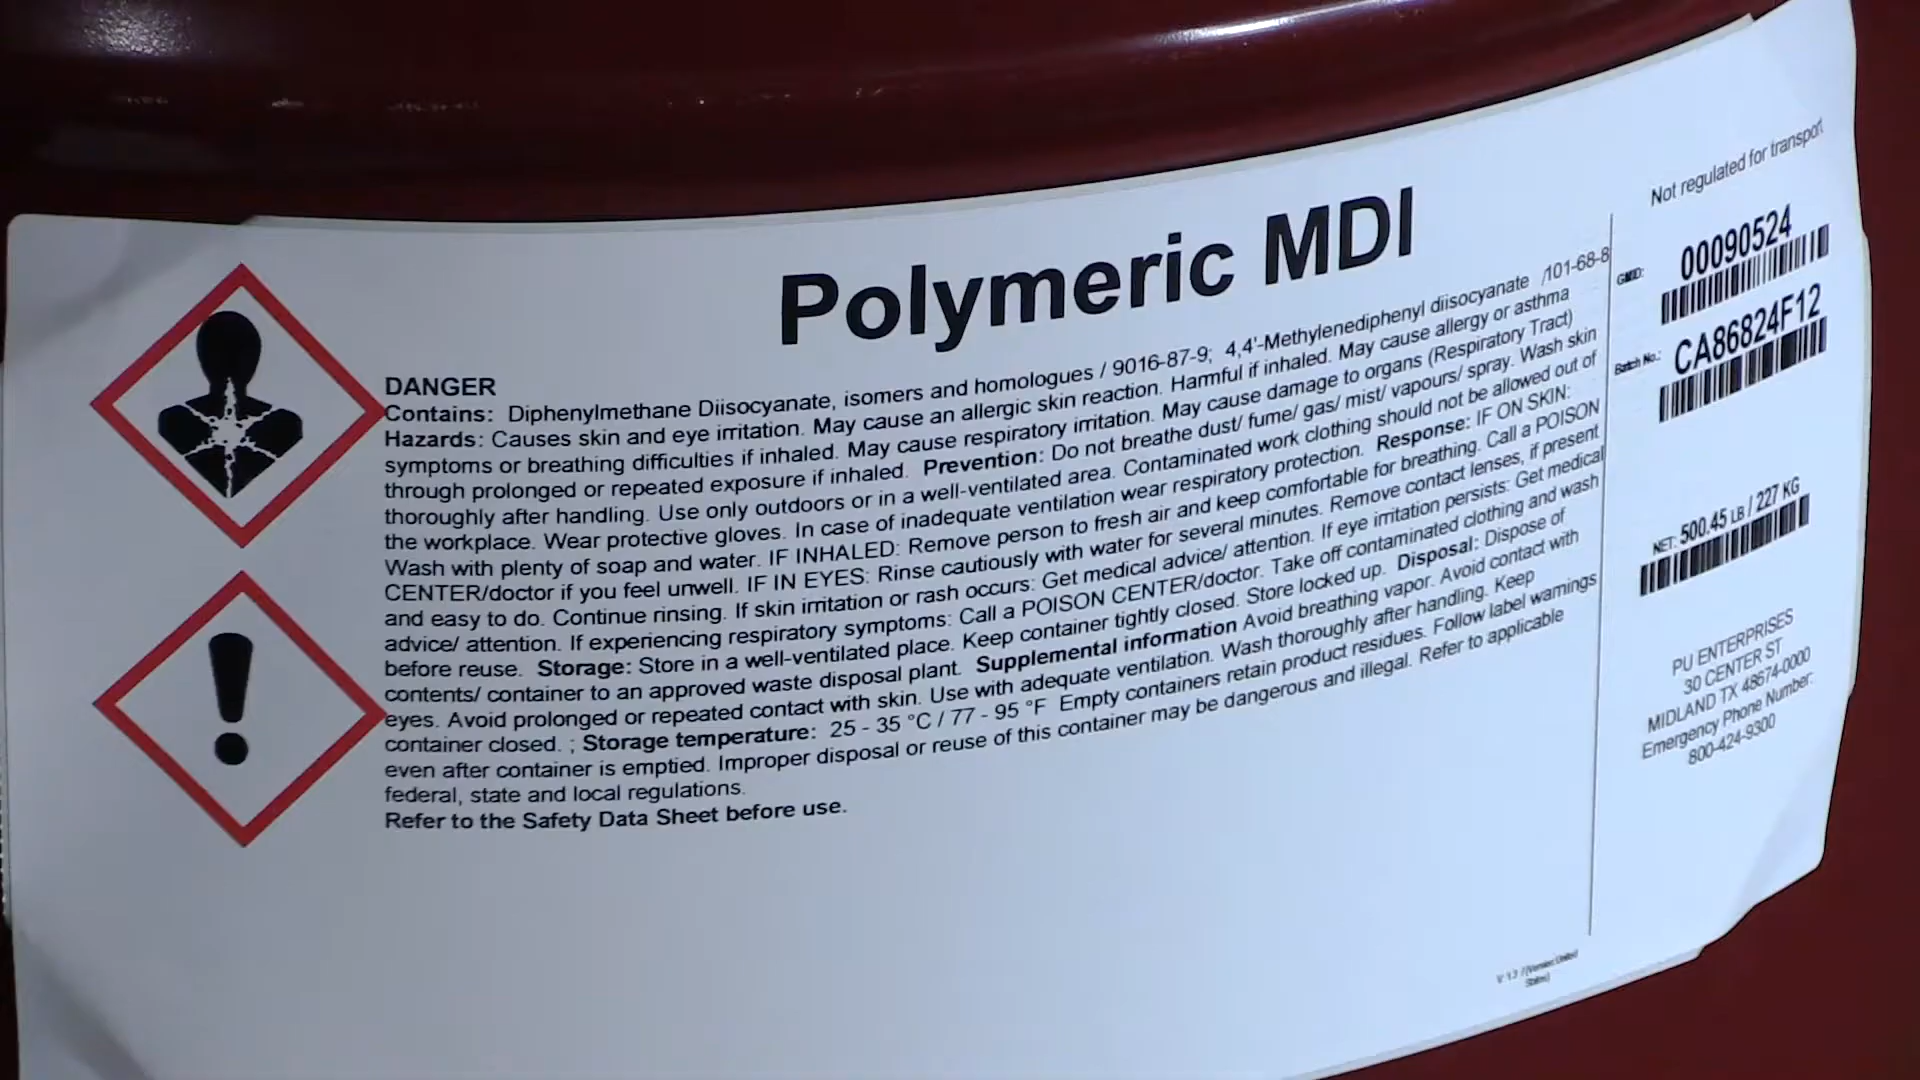 Polymeric MDI
DANGER
Contains: Diphenylmethane Diisocyanate, isomers and homologues / 9016-87-9; 4,4'-Methylenediphenyl diisocyanate /101-68-8
Hazards: Causes skin and eye irritation. May cause an allergic skin reaction. Harmful if inhaled. May cause allergy or asthma
symptoms or breathing difficulties if inhaled. May cause respiratory irritation. May cause damage to organs (Respiratory Tract)
through prolonged or repeated exposure if inhaled. Prevention: Do not breathe dust/ fume/ gas/ mist/ vapours/ spray. Wash skin
thoroughly after handling. Use only outdoors or in a well-ventilated area. Contaminated work clothing should not be allowed out of
the workplace. Wear protective gloves. In case of inadequate ventilation wear respiratory protection. Response: IF ON SKIN:
Wash with plenty of soap and water. IF INHALED: Remove person to fresh air and keep comfortable for breathing. Call a POISON
CENTER/doctor if you feel unwell. IF IN EYES: Rinse cautiously with water for several minutes. Remove contact lenses, if present
and easy to do. Continue rinsing. If skin irritation or rash occurs: Get medical advice/ attention. If eye irritation persists: Get medical
advice/ attention. If experiencing respiratory symptoms: Call a POISON CENTER/doctor. Take off contaminated clothing and wash
before reuse. Storage: Store in a well-ventilated place. Keep container tightly closed. Store locked up. Disposal: Dispose of
contents/ container to an approved waste disposal plant. Supplemental information Avoid breathing vapor. Avoid contact with
eyes. Avoid prolonged or repeated contact with skin. Use with adequate ventilation. Wash thoroughly after handling. Keep
container closed. ; Storage temperature: 25 - 35 °C / 77 - 95 °F Empty containers retain product residues. Follow label warnings
even after container is emptied. Improper disposal or reuse of this container may be dangerous and illegal. Refer to applicable
federal, state and local regulations.
Refer to the Safety Data Sheet before use.
Not regulated for transport
GMID: 00090524
Batch No.: CA86824F12
NET: 500.45 LB / 227 KG
PU ENTERPRISES
30 CENTER ST
MIDLAND TX 48674-0000
Emergency Phone Number:
800-424-9300
V 1.3 / (Version: United
States)